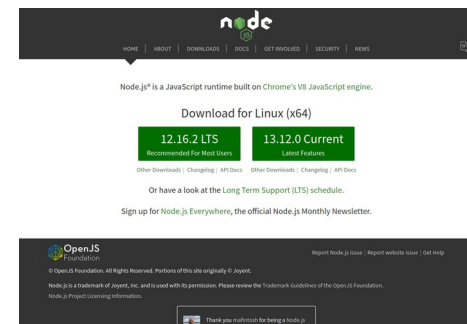 node
JS
HOME | ABOUT | DOWNLOADS | DOCS | GET INVOLVED | SECURITY | NEWS
Node.js® is a JavaScript runtime built on Chrome's V8 JavaScript engine.
Download for Linux (x64)
12.16.2 LTS
Recommended For Most Users
13.12.0 Current
Latest Features
Other Downloads | Changelog | API Docs
Other Downloads | Changelog | API Docs
Or have a look at the Long Term Support (LTS) schedule.
Sign up for Node.js Everywhere, the official Node.js Monthly Newsletter.
OpenJS
Foundation
Report Node.js issue | Report website issue | Get Help
© OpenJS Foundation. All Rights Reserved. Portions of this site originally © Joyent.
Node.js is a trademark of Joyent, Inc. and is used with its permission. Please review the Trademark Guidelines of the OpenJS Foundation.
Node.js Project Licensing Information.
Thank you mafintosh for being a Node.js